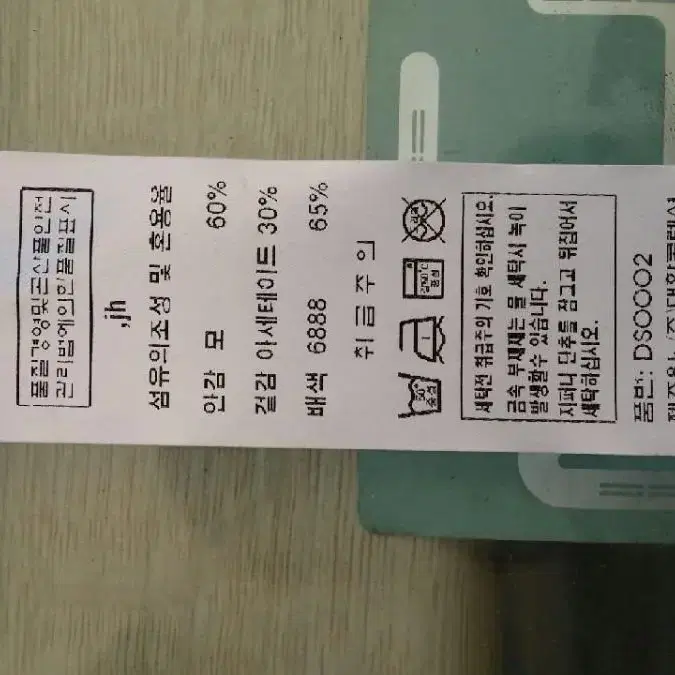 품질경영및공산품안전
관리법에의한품질표시
,jh
섬유의조성 및 혼용율
안감 모 60%
겉감 아세테이드 30%
배색 6888 65%
취급주의
세탁전 취급주의 기호 확인하십시오.
금속 부재재는 물 세탁시 녹이
발생할수 있습니다.
지퍼나 단추를 잠그고 뒤집어서
세탁하십시오.
품번: DS0002